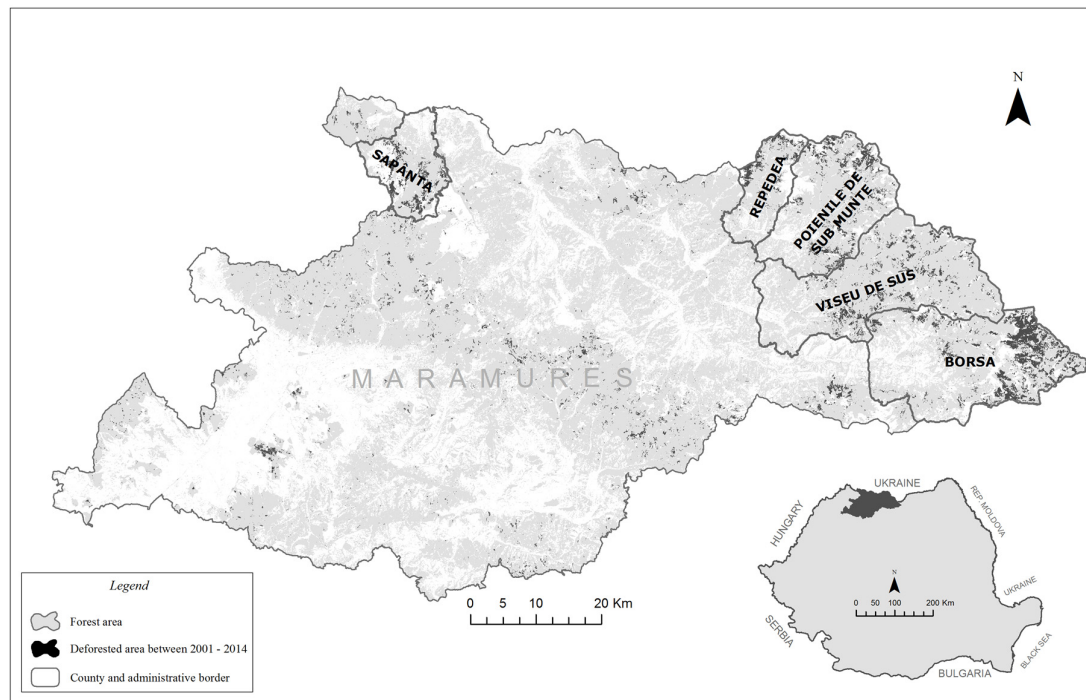 N
SAPÂNTA
REPEDEA
POIENILE DE
SUB MUNTE
VISEU DE SUS
BORSA
MARAMURES
0 5 10 20 Km
Legend
Forest area
Deforested area between 2001 - 2014
County and administrative border
UKRAINE
HUNGARY
REP. MOLDOVA
N
0 50 100 200 Km
UKRAINE
SERBIA
BLACK SEA
BULGARIA